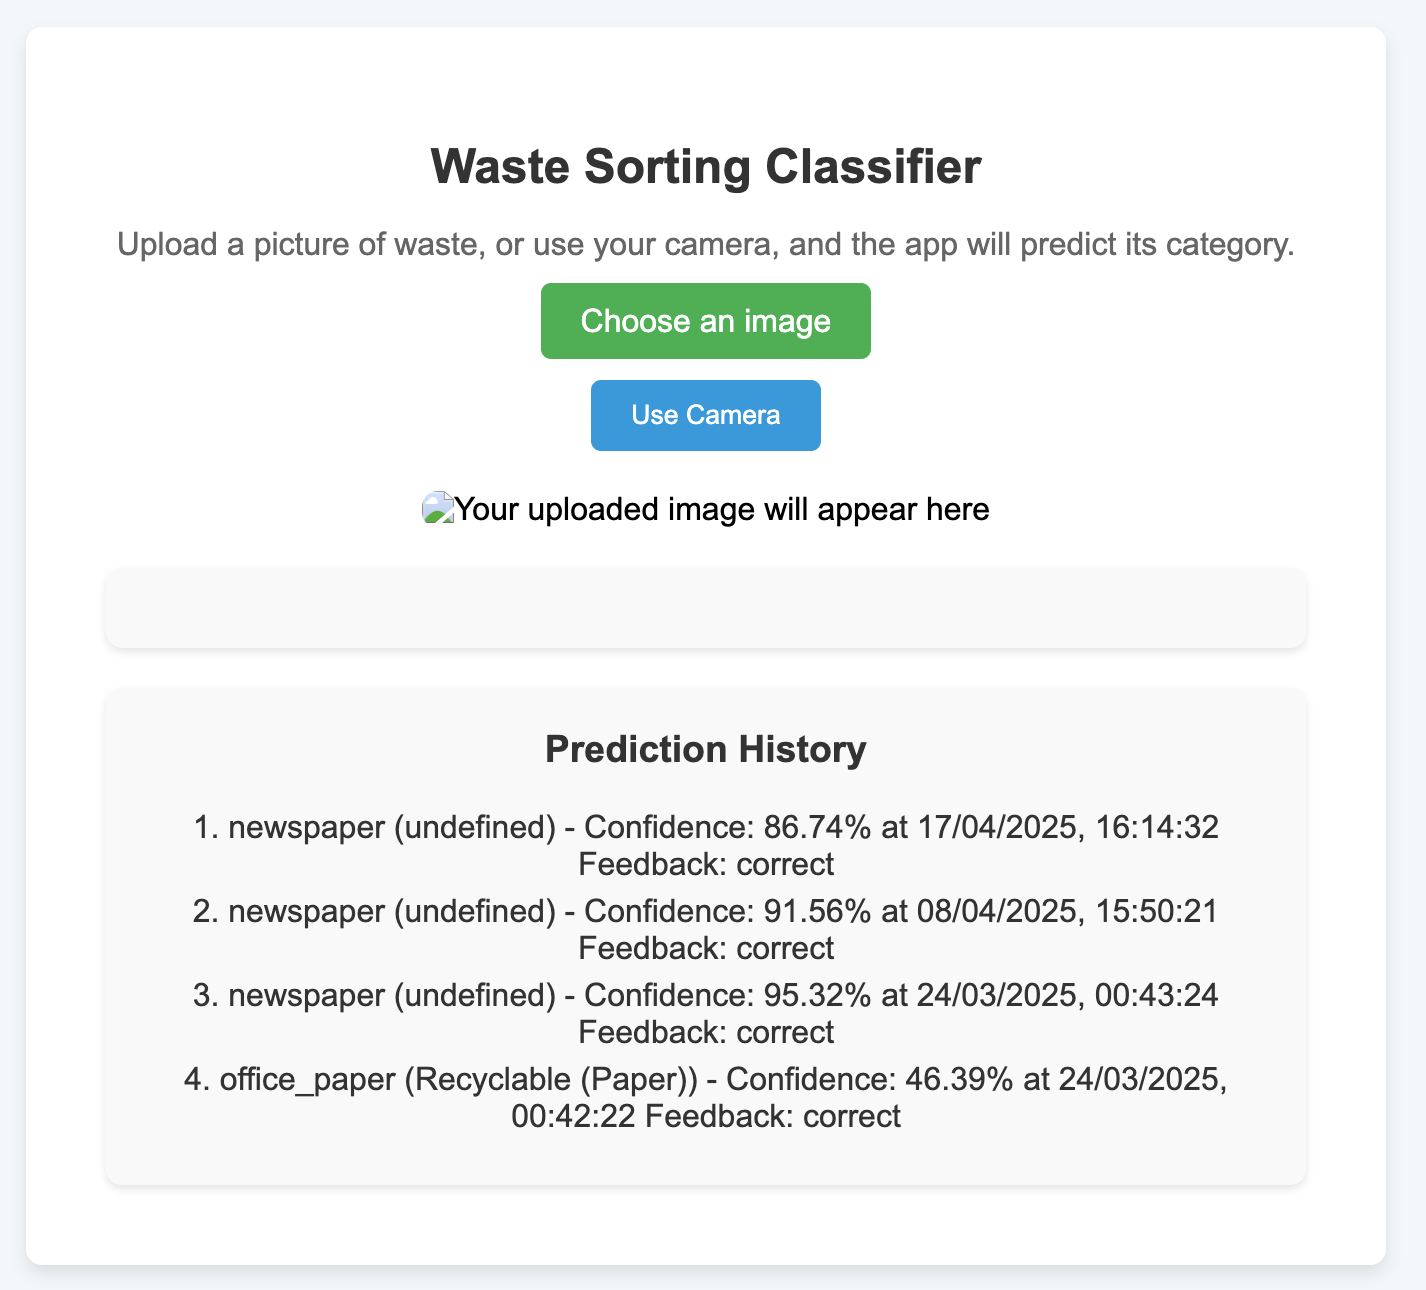 Waste Sorting Classifier
Upload a picture of waste, or use your camera, and the app will predict its category.
Choose an image
Use Camera
Your uploaded image will appear here
Prediction History
1. newspaper (undefined) - Confidence: 86.74% at 17/04/2025, 16:14:32
Feedback: correct
2. newspaper (undefined) - Confidence: 91.56% at 08/04/2025, 15:50:21
Feedback: correct
3. newspaper (undefined) - Confidence: 95.32% at 24/03/2025, 00:43:24
Feedback: correct
4. office_paper (Recyclable (Paper)) - Confidence: 46.39% at 24/03/2025,
00:42:22 Feedback: correct